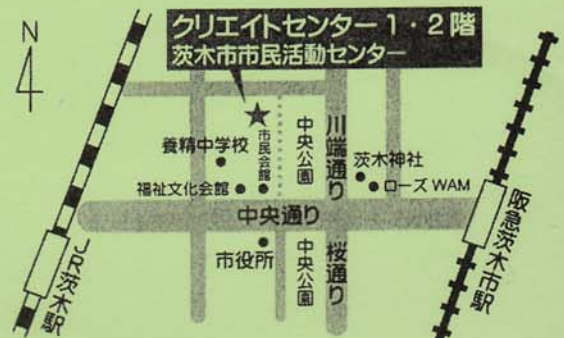 N
クリエイトセンター1・2階
茨木市市民活動センター
養精中学校
市民会館
中央公園
川端通り
茨木神社
ローズWAM
福祉文化会館
中央通り
市役所
中央公園
桜通り
JR茨木駅
阪急茨木市駅